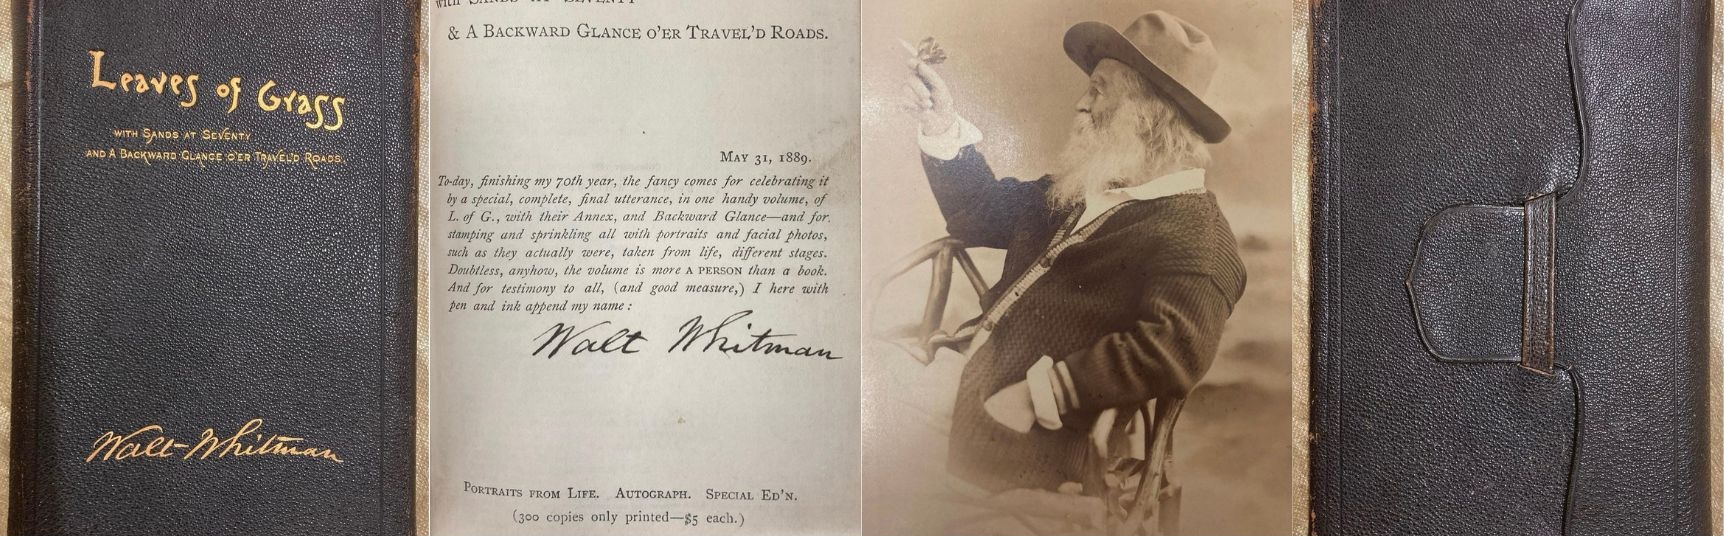 Leaves of Grass
with Sands at Seventy
and A Backward Glance o'er Travel'd Roads.
Walt Whitman
with Sands at Seventy
& A Backward Glance o'er Travel'd Roads.
May 31, 1889.
To-day, finishing my 70th year, the fancy comes for celebrating it
by a special, complete, final utterance, in one handy volume, of
L. of G., with their Annex, and Backward Glance—and for
stamping and sprinkling all with portraits and facial photos,
such as they actually were, taken from life, different stages.
Doubtless, anyhow, the volume is more A PERSON than a book.
And for testimony to all, (and good measure,) I here with
pen and ink append my name:
Walt Whitman
Portraits from Life. Autograph. Special Ed'n.
(300 copies only printed—$5 each.)